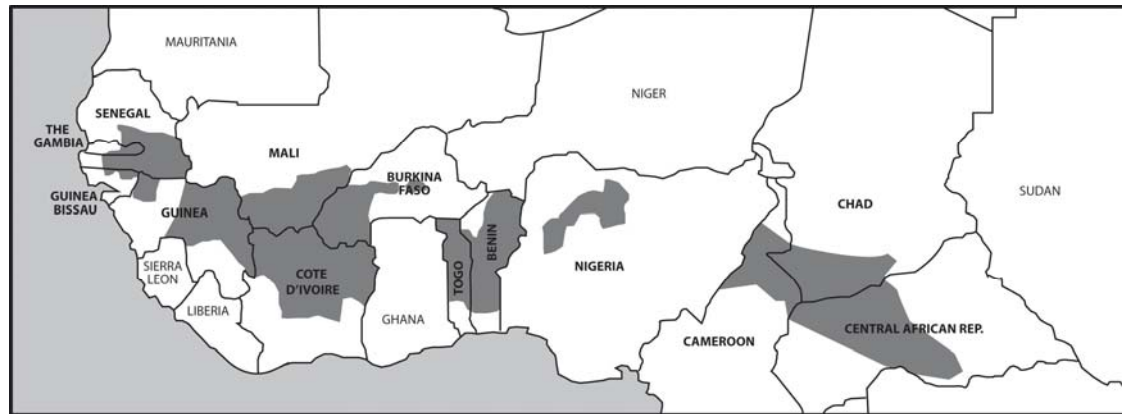 MAURITANIA
SENEGAL
THE
GAMBIA
MALI
NIGER
BURKINA
FASO
GUINEA
BISSAU
GUINEA
SUDAN
CHAD
BENIN
TOGO
NIGERIA
SIERRA
LEON
COTE
D'IVOIRE
LIBERIA
GHANA
CAMEROON
CENTRAL AFRICAN REP.